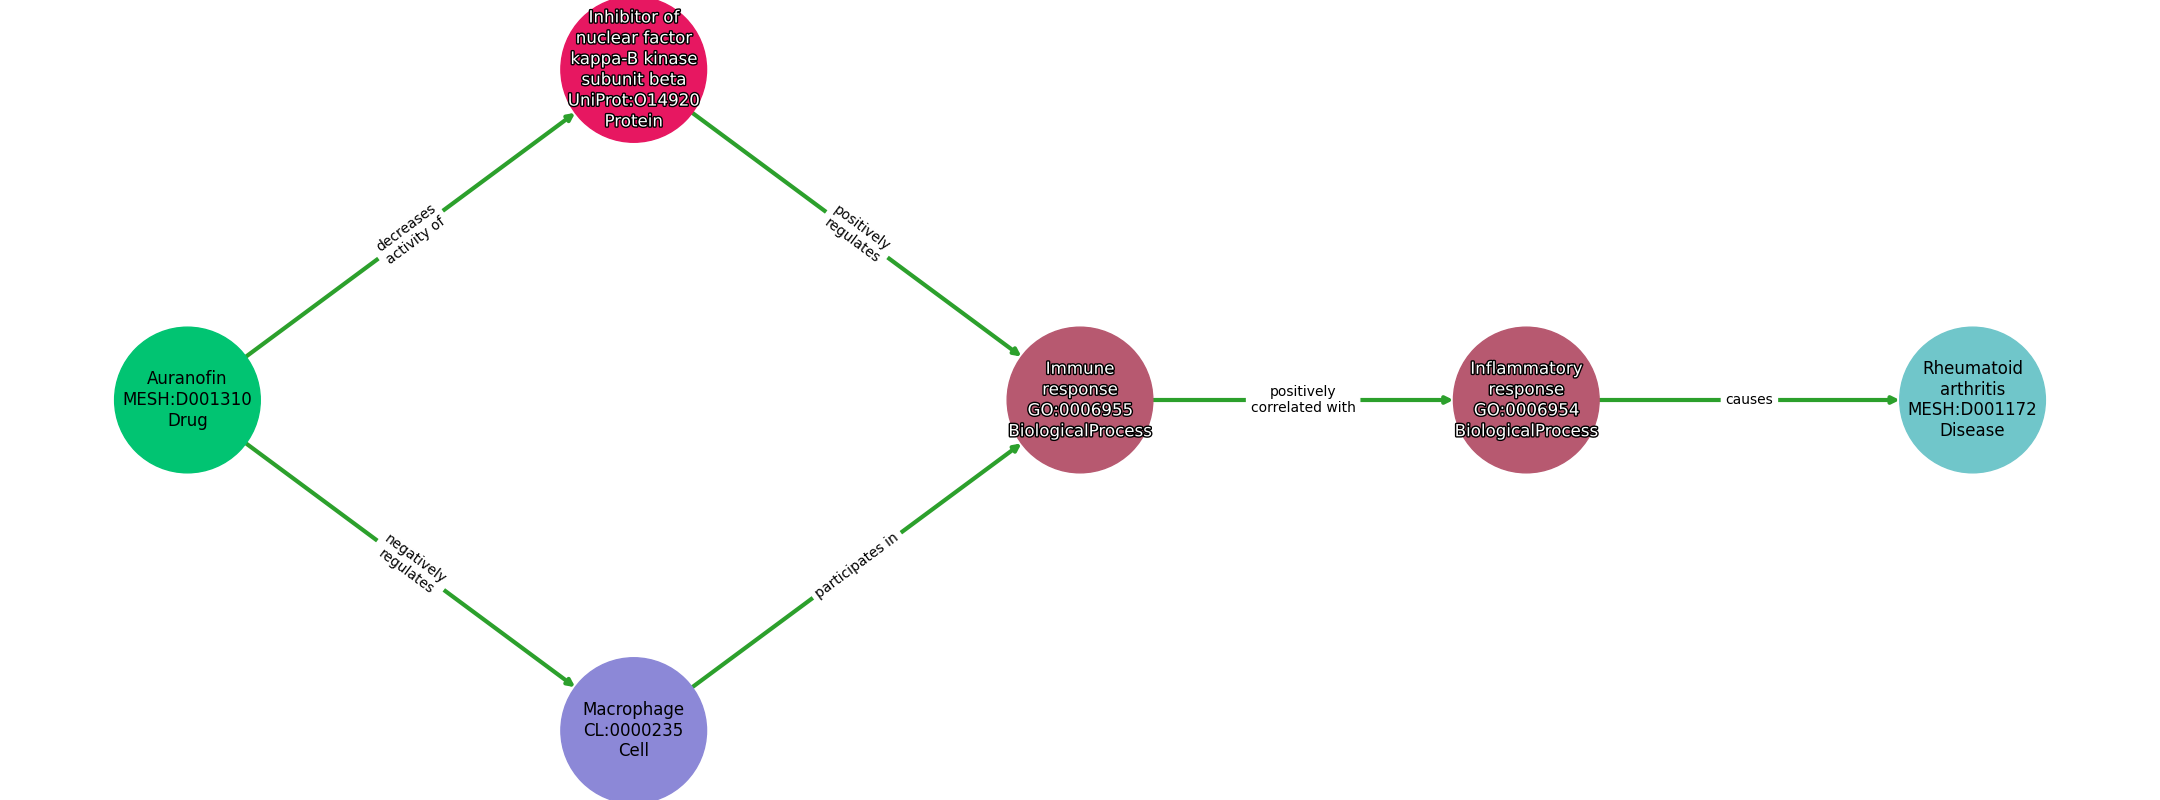 Inhibitor of
nuclear factor
kappa-B kinase
subunit beta
UniProt:O14920
Protein
decreases
activity of
positively
regulates
Auranofin
MESH:D001310
Drug
Immune
response
GO:0006955
BiologicalProcess
positively
correlated with
Inflammatory
response
GO:0006954
BiologicalProcess
causes
Rheumatoid
arthritis
MESH:D001172
Disease
negatively
regulates
participates in
Macrophage
CL:0000235
Cell